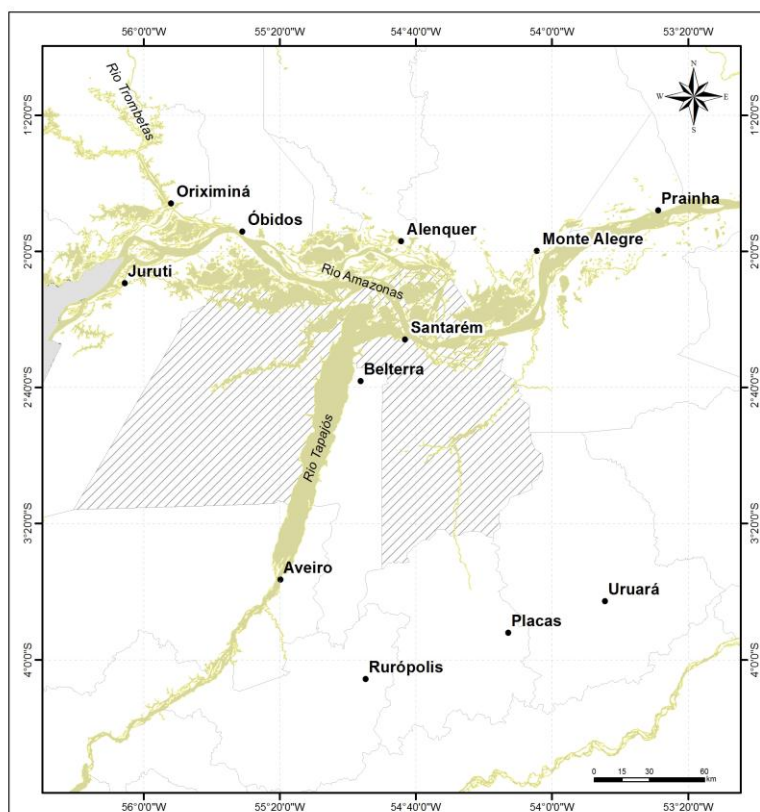 56°0'0"O 55°20'0"O 54°40'0"O 54°0'0"O 53°20'0"O
N
W E
S
Rio Trombetas
1°20'0"S 1°20'0"S
Oriximiná
Prainha
Óbidos
Alenquer
Monte Alegre
2°0'0"S 2°0'0"S
Juruti
Rio Amazonas
Santarém
Belterra
2°40'0"S 2°40'0"S
Rio Tapajós
3°20'0"S 3°20'0"S
Aveiro
Uruará
Placas
4°0'0"S 4°0'0"S
Rurópolis
0 15 30 60
km
56°0'0"O 55°20'0"O 54°40'0"O 54°0'0"O 53°20'0"O